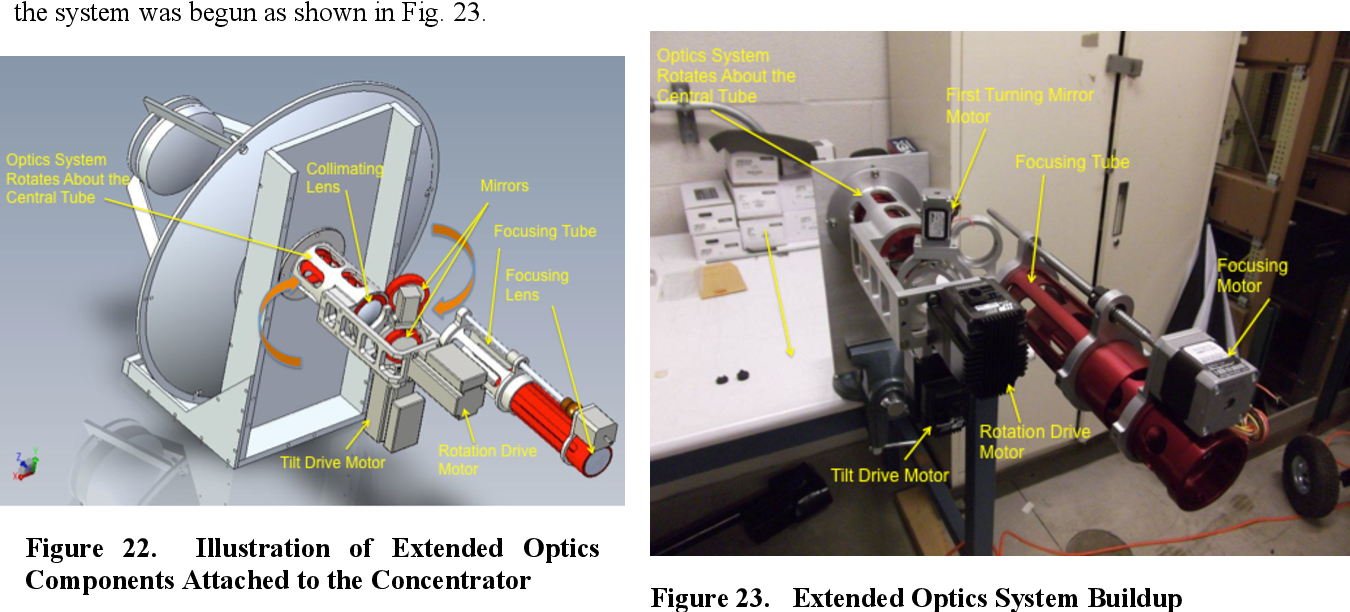 the system was begun as shown in Fig. 23.
Optics System
Rotates About the
Central Tube
Collimating
Lens
Mirrors
Focusing Tube
Focusing
Lens
Tilt Drive Motor
Rotation Drive
Motor
Z
Y
X
Figure 22. Illustration of Extended Optics
Components Attached to the Concentrator
Optics System
Rotates About the
Central Tube
First Turning Mirror
Motor
Focusing Tube
Focusing
Motor
Rotation Drive
Motor
Tilt Drive Motor
Figure 23. Extended Optics System Buildup